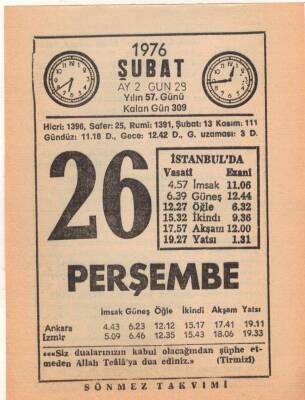 1976
ŞUBAT
AY 2 GÜN 29
Yılın 57. Günü
Kalan Gün 309
Hicri: 1396, Safer: 25, Rumi: 1391, Şubat: 13 Kasım: 111
Gündüz: 11.18 D., Gece: 12.42 D., G. uzaması: 3 D.
26
İSTANBUL'DA
Vasati Ezani
4.57 İmsak 11.06
6.39 Güneş 12.44
12.27 Öğle 6.32
15.32 İkindi 9.36
17.57 Akşam 12.00
19.27 Yatsı 1.31
PERŞEMBE
İmsak Güneş Öğle İkindi Akşam Yatsı
Ankara 4.43 6.23 12.12 15.17 17.41 19.11
İzmir 5.09 6.46 12.35 15.43 18.06 19.33
«««Siz dualarınızın kabul olacağından şüphe et-
meden Allah Teâlâ'ya dua ediniz.» (Tirmizî)
SÖNMEZ TAKVİMİ